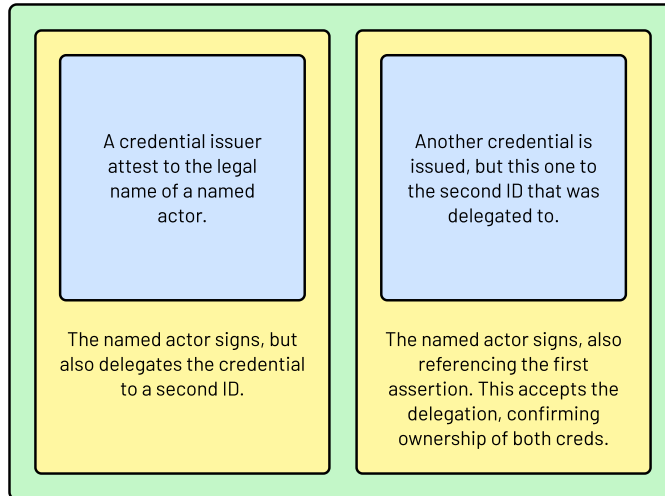 A credential issuer
attest to the legal
name of a named
actor.
The named actor signs, but
also delegates the credential
to a second ID.
Another credential is
issued, but this one to
the second ID that was
delegated to.
The named actor signs, also
referencing the first
assertion. This accepts the
delegation, confirming
ownership of both creds.